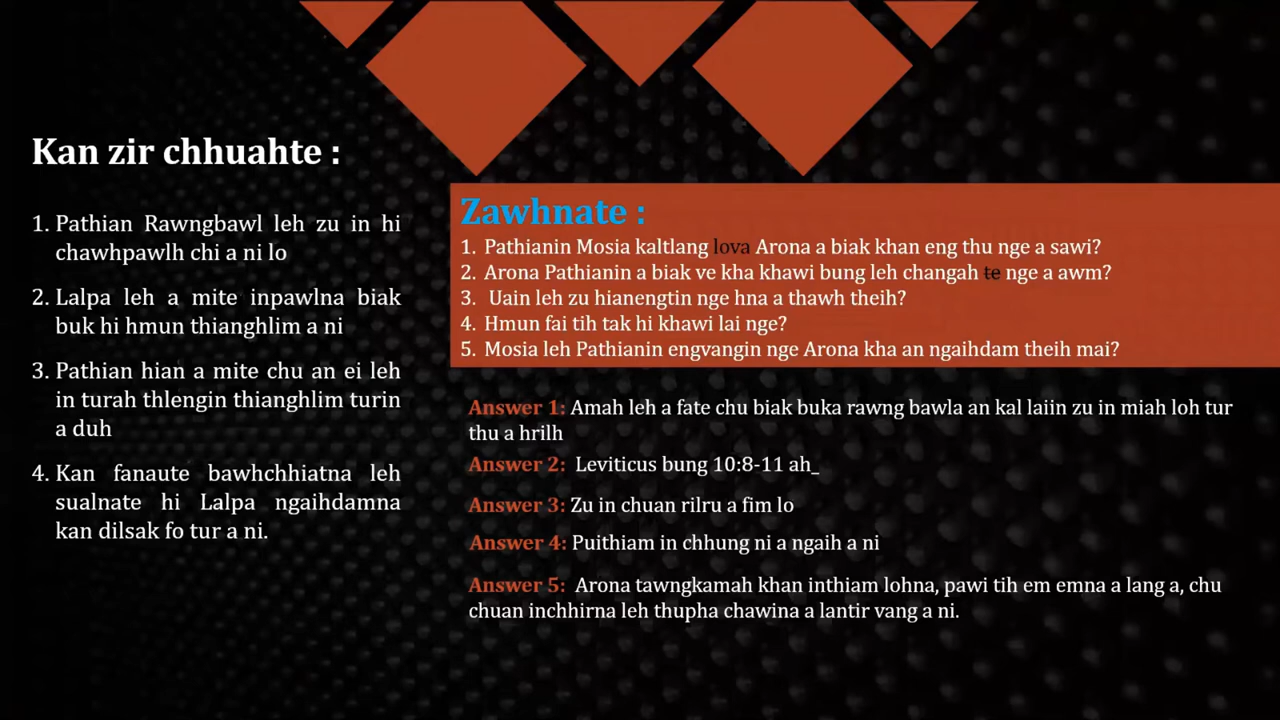 Kan zir chhuahte :
1. Pathian Rawngbawl leh zu in hi
chawhpawlh chi a ni lo
2. Lalpa leh a mite inpawlna biak
buk hi hmun thianghlim a ni
3. Pathian hian a mite chu an ei leh
in turah thlengin thianghlim turin
a duh
4. Kan fanaute bawhchhiatna leh
sualnate hi Lalpa ngaihdamna
kan dilsak fo tur a ni.
Zawhnate :
1. Pathianin Mosia kaltlang lova Arona a biak khan eng thu nge a sawi?
2. Arona Pathianin a biak ve kha khawi bung leh changah te nge a awm?
3. Uain leh zu hianengtin nge hna a thawh theih?
4. Hmun fai tih tak hi khawi lai nge?
5. Mosia leh Pathianin engvangin nge Arona kha an ngaihdam theih mai?
Answer 1: Amah leh a fate chu biak buka rawng bawla an kal laiin zu in miah loh tur
thu a hrilh
Answer 2: Leviticus bung 10:8-11 ah_
Answer 3: Zu in chuan rilru a fim lo
Answer 4: Puithiam in chhung ni a ngaih a ni
Answer 5: Arona tawngkamah khan inthiam lohna, pawi tih em emna a lang a, chu
chuan inchhirna leh thupha chawina a lantir vang a ni.